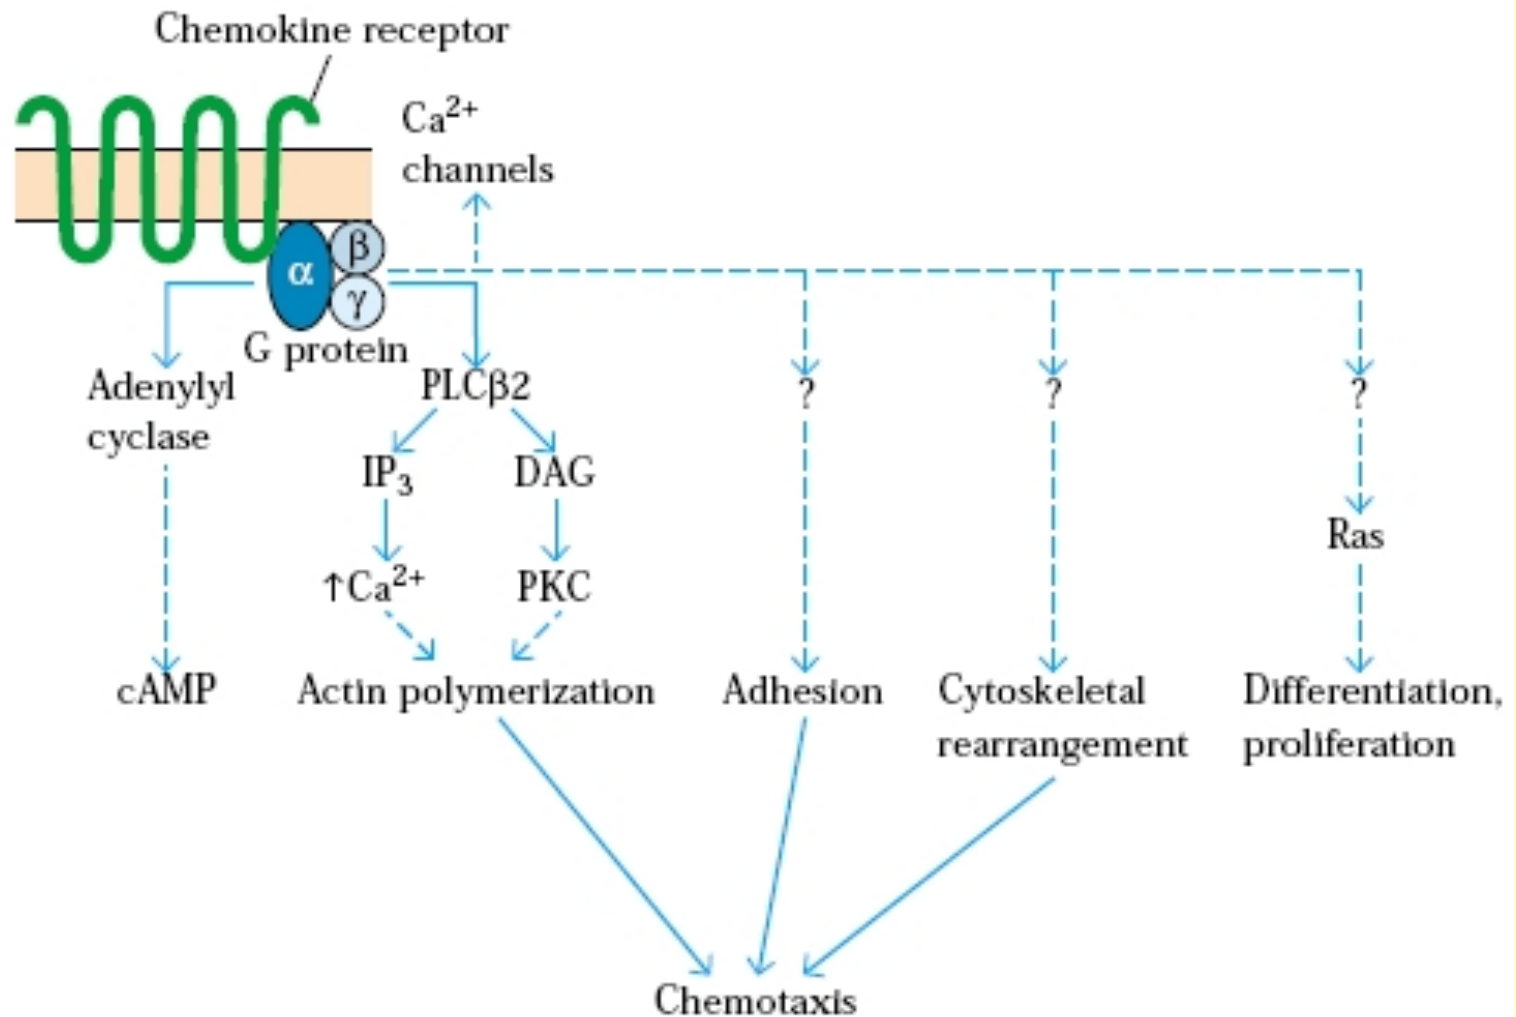 Chemokine receptor
Ca²⁺
channels
α
β
γ
G protein
Adenylyl
cyclase
PLCβ2
?
?
?
IP₃
DAG
Ras
↑Ca²⁺
PKC
cAMP
Actin polymerization
Adhesion
Cytoskeletal
rearrangement
Differentiation,
proliferation
Chemotaxis